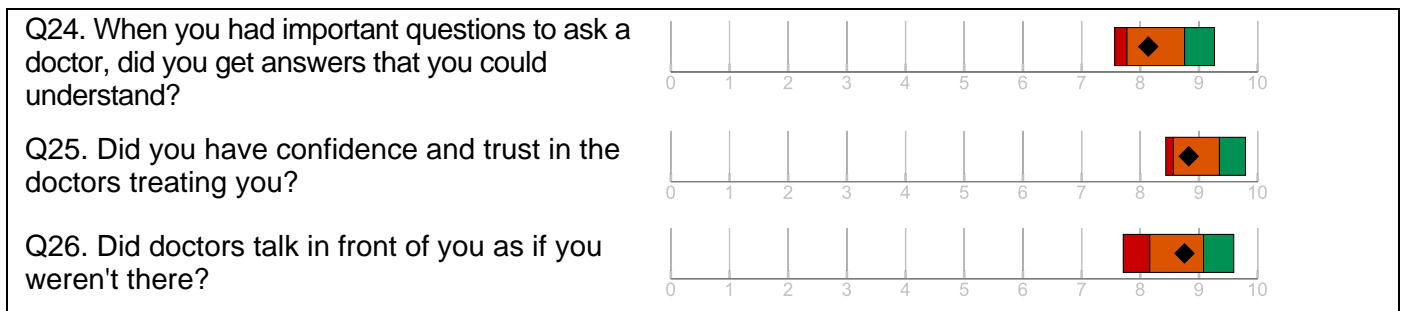 Q24. When you had important questions to ask a
doctor, did you get answers that you could
understand?
0 1 2 3 4 5 6 7 8 9 10
Q25. Did you have confidence and trust in the
doctors treating you?
0 1 2 3 4 5 6 7 8 9 10
Q26. Did doctors talk in front of you as if you
weren't there?
0 1 2 3 4 5 6 7 8 9 10